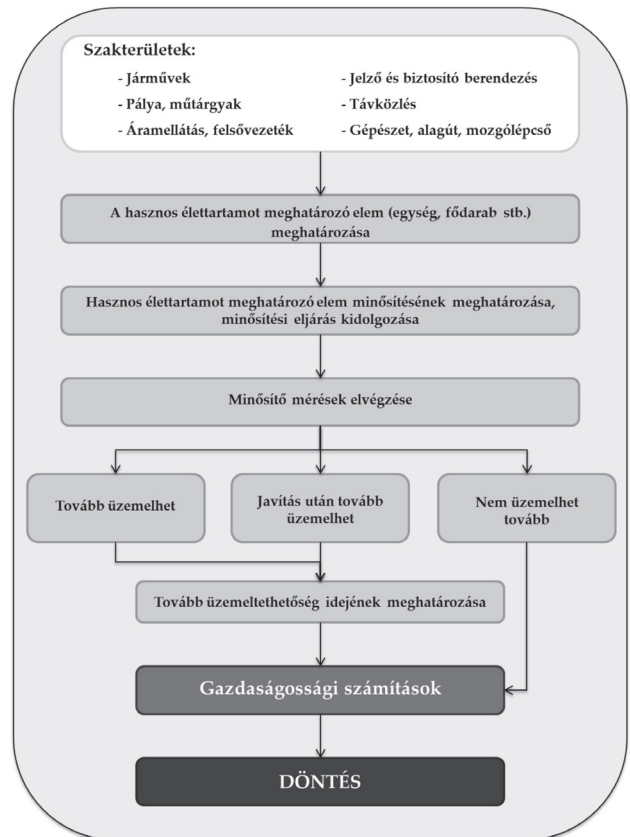 Szakterületek:
- Járművek
- Pálya, műtárgyak
- Áramellátás, felsővezeték
- Jelző és biztosító berendezés
- Távközlés
- Gépészet, alagút, mozgólépcső
A hasznos élettartamot meghatározó elem (egység, fődarab stb.)
meghatározása
Hasznos élettartamot meghatározó elem minősítésének meghatározása,
minősítési eljárás kidolgozása
Minősítő mérések elvégzése
Tovább üzemelhet
Javítás után tovább
üzemelhet
Nem üzemelhet
tovább
Tovább üzemeltethetőség idejének meghatározása
Gazdaságossági számítások
DÖNTÉS